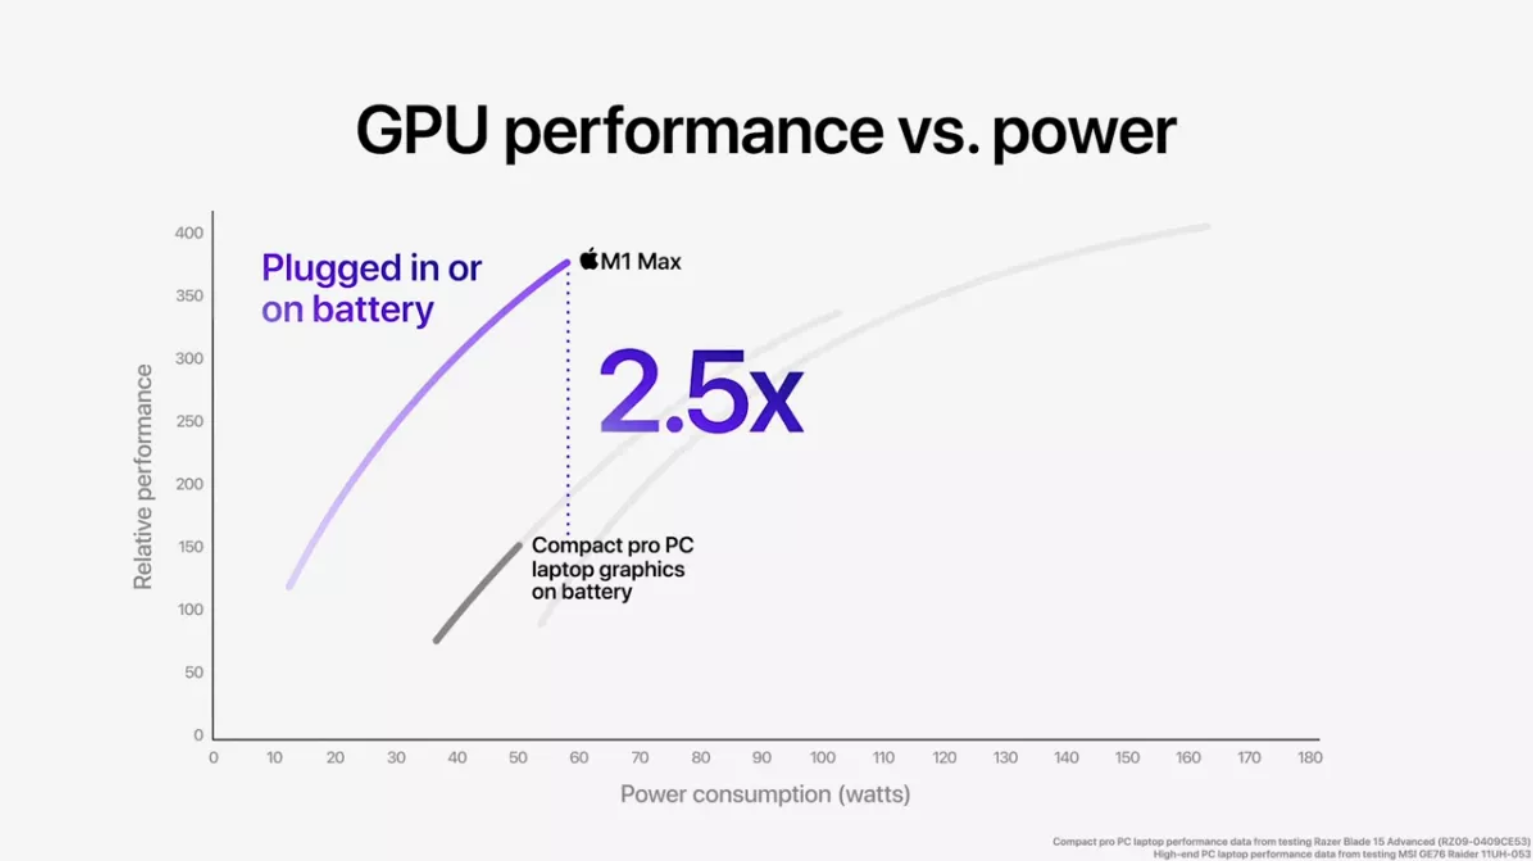 GPU performance vs. power
400
350
300
250
200
150
100
50
0
Relative performance
Plugged in or
on battery
M1 Max
2.5x
Compact pro PC
laptop graphics
on battery
0 10 20 30 40 50 60 70 80 90 100 110 120 130 140 150 160 170 180
Power consumption (watts)
Compact pro PC laptop performance data from testing Razer Blade 15 Advanced (RZ09-0409CE53)
High-end PC laptop performance data from testing MSI GE76 Raider 11UH-053